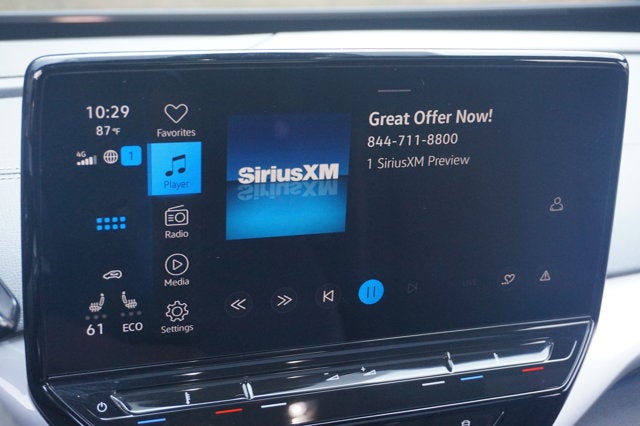 10:29
87°F
4G
1
Favorites
Player
Radio
Media
Settings
61
ECO
SiriusXM
Great Offer Now!
844-711-8800
1 SiriusXM Preview
LIVE